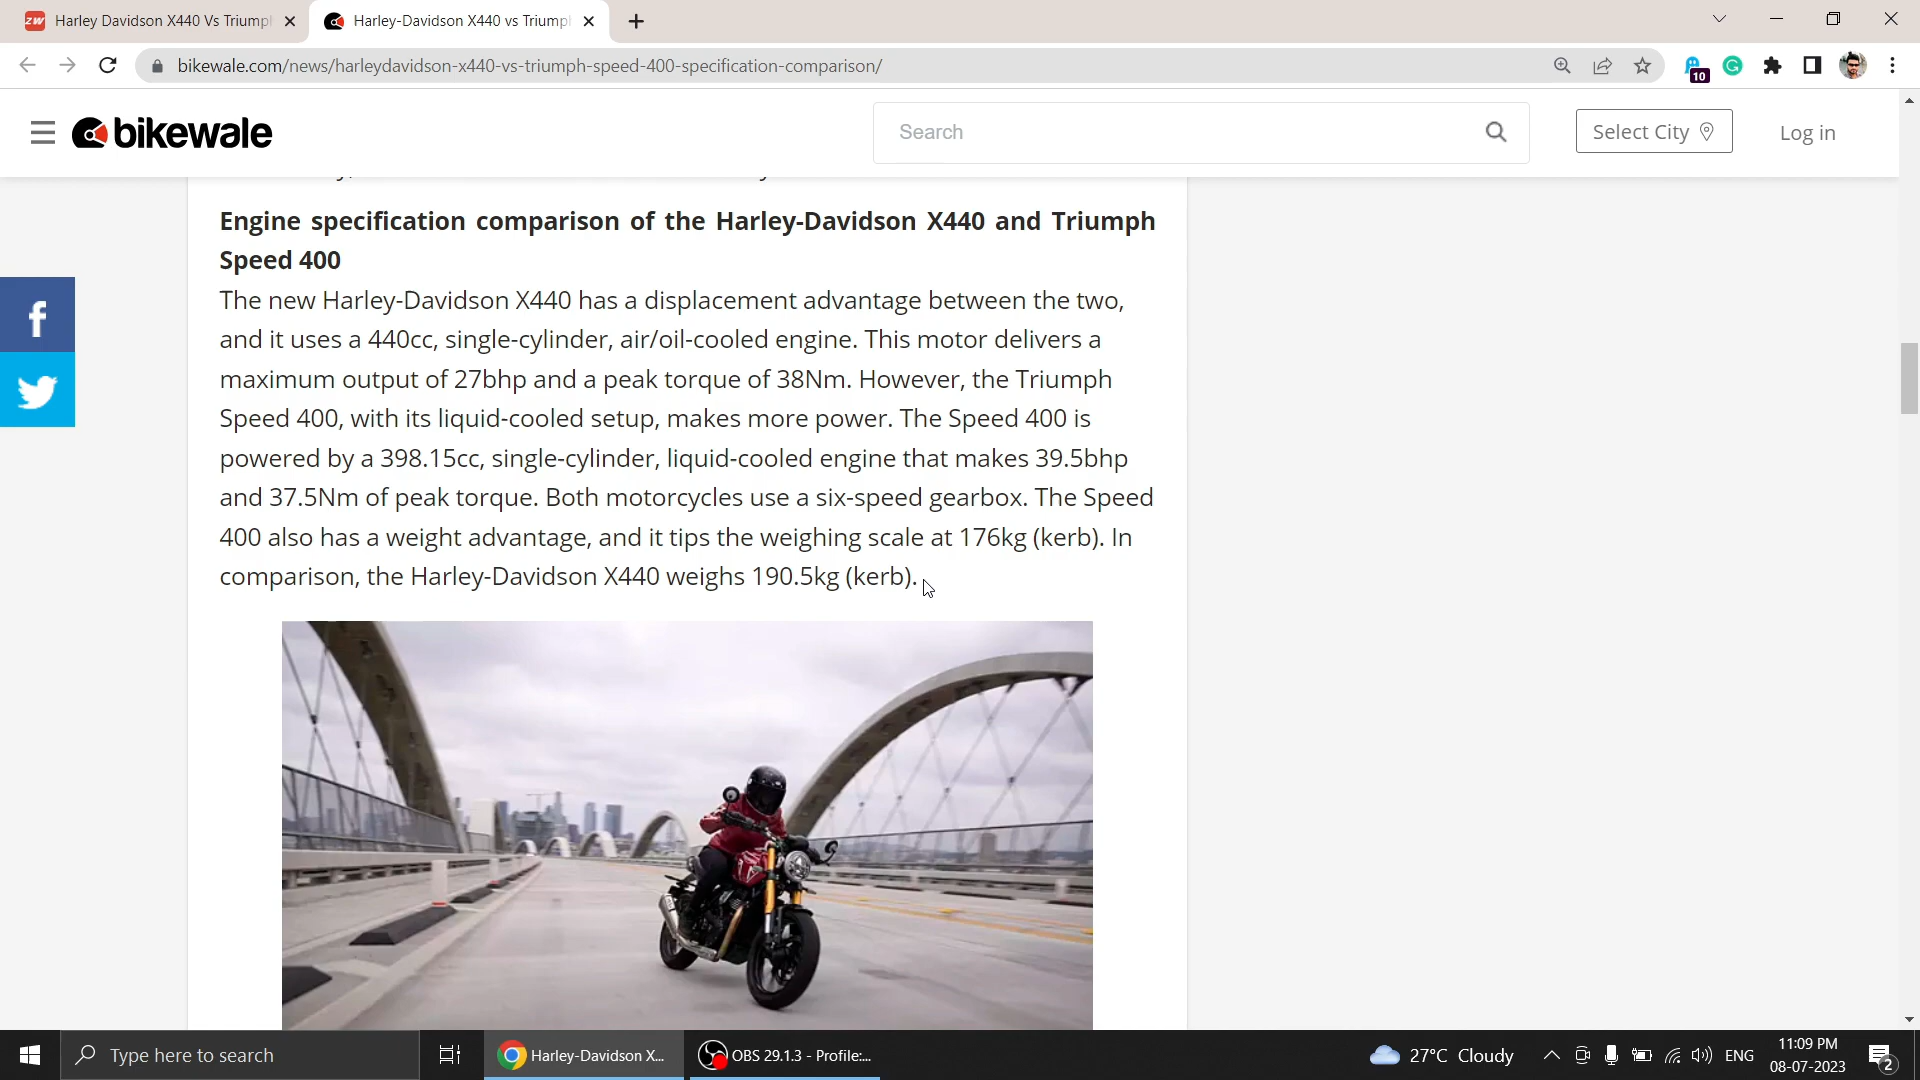 Harley Davidson X440 Vs Triump
Harley-Davidson X440 vs Triump
bikewale.com/news/harleydavidson-x440-vs-triumph-speed-400-specification-comparison/
10
bikewale
Search
Select City
Log in
Engine specification comparison of the Harley-Davidson X440 and Triumph
Speed 400
The new Harley-Davidson X440 has a displacement advantage between the two,
and it uses a 440cc, single-cylinder, air/oil-cooled engine. This motor delivers a
maximum output of 27bhp and a peak torque of 38Nm. However, the Triumph
Speed 400, with its liquid-cooled setup, makes more power. The Speed 400 is
powered by a 398.15cc, single-cylinder, liquid-cooled engine that makes 39.5bhp
and 37.5Nm of peak torque. Both motorcycles use a six-speed gearbox. The Speed
400 also has a weight advantage, and it tips the weighing scale at 176kg (kerb). In
comparison, the Harley-Davidson X440 weighs 190.5kg (kerb).
Type here to search
Harley-Davidson X...
OBS 29.1.3 - Profile:...
27°C Cloudy
ENG
11:09 PM
08-07-2023
2